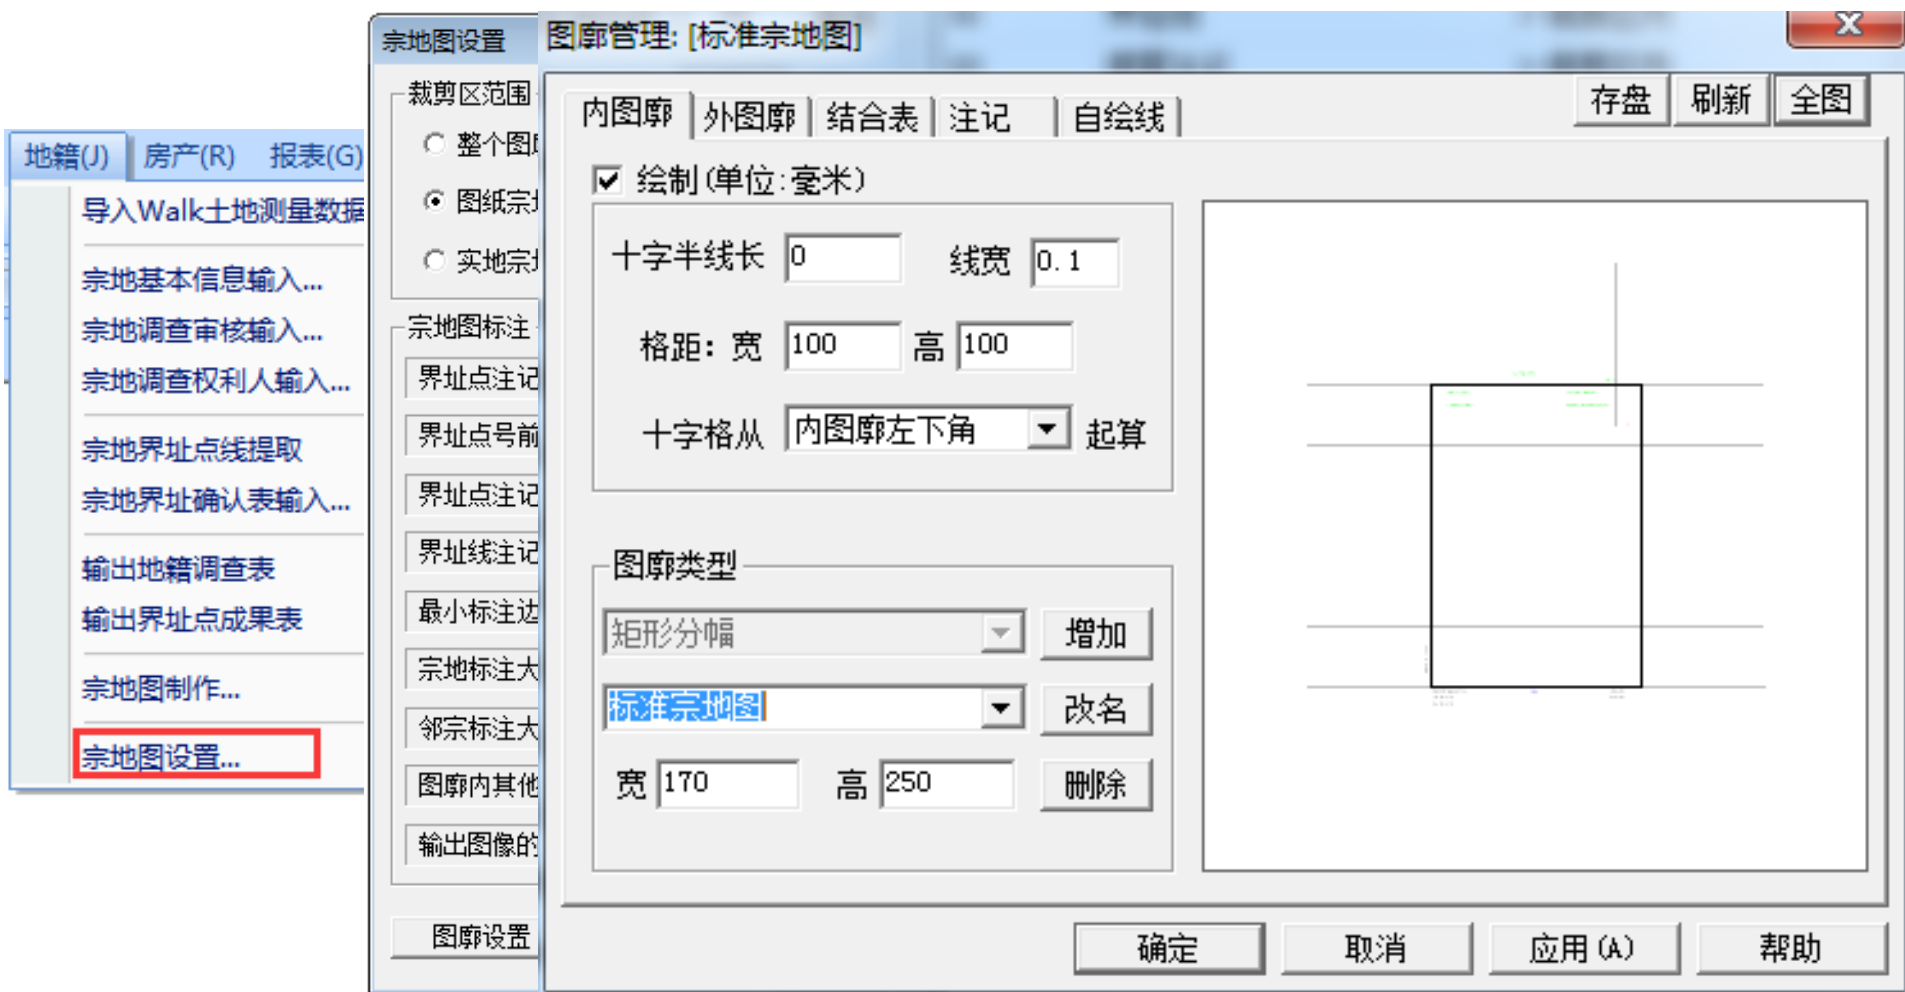 地籍(J) 房产(R) 报表(G)
导入Walk土地测量数据
宗地基本信息输入...
宗地调查审核输入...
宗地调查权利人输入...
宗地界址点线提取
宗地界址确认表输入...
输出地籍调查表
输出界址点成果表
宗地图制作...
宗地图设置...
宗地图设置
裁剪区范围
整个图
图纸宗
实地宗
宗地图标注
界址点注记
界址点号前
界址点注记
界址线注记
最小标注边
宗地标注大
邻宗标注大
图廓内其他
输出图像的
图廓设置
图廓管理: [标准宗地图]
存盘 刷新 全图
内图廓 外图廓 结合表 注记 自绘线
绘制(单位:毫米)
十字半线长 0 线宽 0.1
格距: 宽 100 高 100
十字格从 内图廓左下角 起算
图廓类型
矩形分幅 增加
标准宗地图 改名
宽 170 高 250 删除
确定 取消 应用(A) 帮助